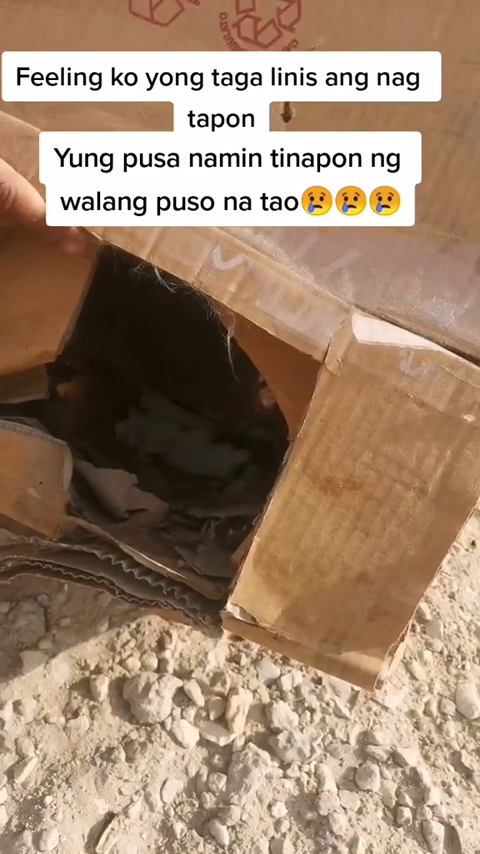 Feeling ko yong taga linis ang nag
tapon
Yung pusa namin tinapon ng
walang puso na tao😢😢😢